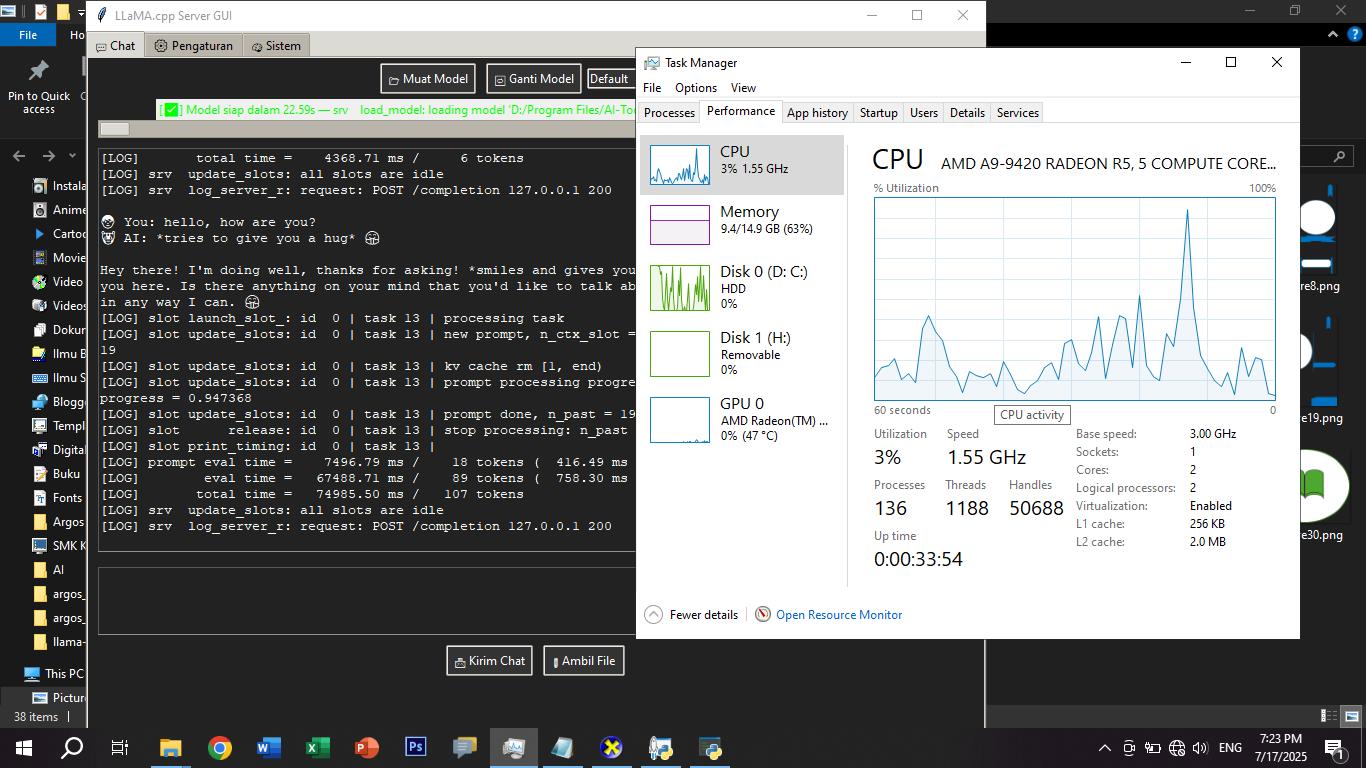 File
Ho
Pin to Quick
access
C
Instala
Anime
Cartoo
Movie
Video
Videos
Dokur
Ilmu B
Ilmu S
Blogge
Templ
Digital
Buku
Fonts
Argos
SMK K
AI
argos_
argos_
llama-
This PC
Picture
38 items
LLaMA.cpp Server GUI
Chat
Pengaturan
Sistem
Muat Model
Ganti Model
Default
[✅] Model siap dalam 22.59s — srv    load_model: loading model 'D:/Program Files/AI-Too
[LOG]       total time =    4368.71 ms /     6 tokens
[LOG] srv  update_slots: all slots are idle
[LOG] srv  log_server_r: request: POST /completion 127.0.0.1 200
You: hello, how are you?
AI: *tries to give you a hug* 🤗
Hey there! I'm doing well, thanks for asking! *smiles and gives you
you here. Is there anything on your mind that you'd like to talk ab
in any way I can. 🤗
[LOG] slot launch_slot_: id  0 | task 13 | processing task
[LOG] slot update_slots: id  0 | task 13 | new prompt, n_ctx_slot =
19
[LOG] slot update_slots: id  0 | task 13 | kv cache rm [1, end)
[LOG] slot update_slots: id  0 | task 13 | prompt processing progre
progress = 0.947368
[LOG] slot update_slots: id  0 | task 13 | prompt done, n_past = 19
[LOG] slot      release: id  0 | task 13 | stop processing: n_past
[LOG] slot print_timing: id  0 | task 13 |
[LOG] prompt eval time =    7496.79 ms /    18 tokens (  416.49 ms
[LOG]        eval time =   67488.71 ms /    89 tokens (  758.30 ms
[LOG]       total time =   74985.50 ms /   107 tokens
[LOG] srv  update_slots: all slots are idle
[LOG] srv  log_server_r: request: POST /completion 127.0.0.1 200
Kirim Chat
Ambil File
Task Manager
File
Options
View
Processes
Performance
App history
Startup
Users
Details
Services
CPU
3% 1.55 GHz
Memory
9.4/14.9 GB (63%)
Disk 0 (D: C:)
HDD
0%
Disk 1 (H:)
Removable
0%
GPU 0
AMD Radeon(TM) ...
0% (47 °C)
CPU
AMD A9-9420 RADEON R5, 5 COMPUTE CORE...
% Utilization
100%
60 seconds
0
CPU activity
Utilization
3%
Speed
1.55 GHz
Processes
136
Threads
1188
Handles
50688
Up time
0:00:33:54
Base speed: 3.00 GHz
Sockets: 1
Cores: 2
Logical processors: 2
Virtualization: Enabled
L1 cache: 256 KB
L2 cache: 2.0 MB
Fewer details
Open Resource Monitor
re8.png
re19.png
re30.png
ENG
7:23 PM
7/17/2025
1